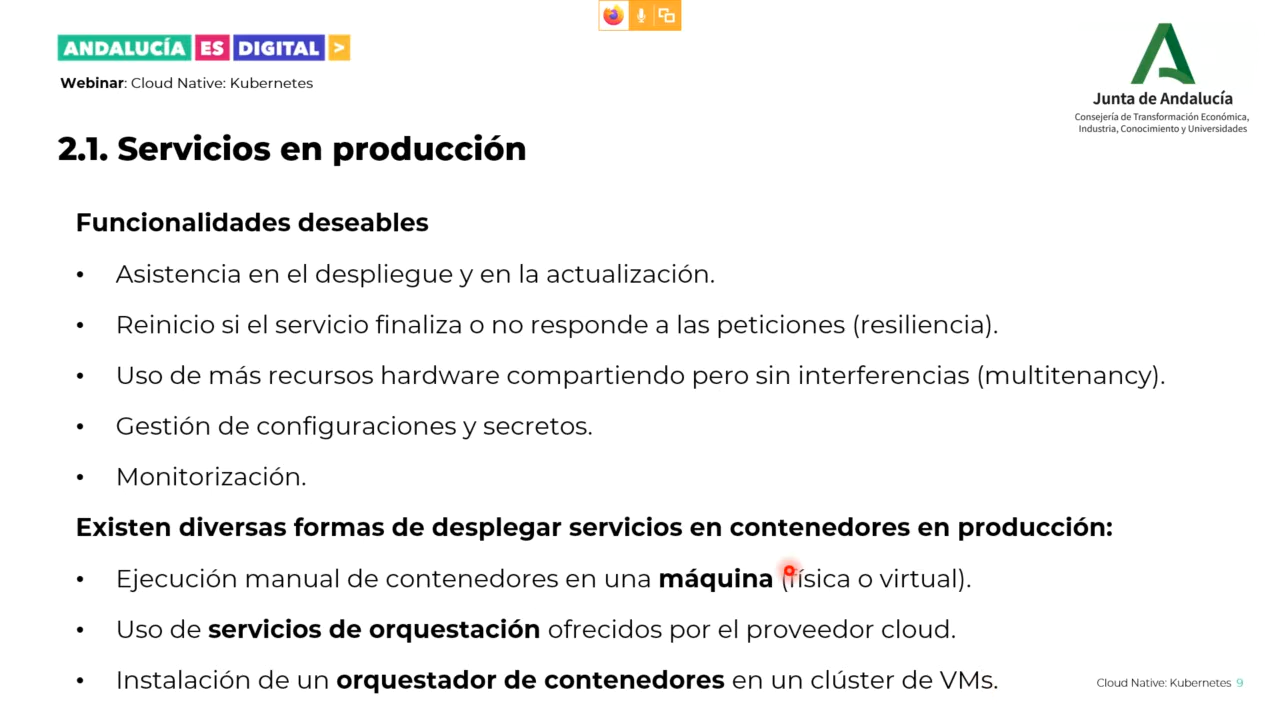 ANDALUCÍA ES DIGITAL >
Webinar: Cloud Native: Kubernetes
Junta de Andalucía
Consejería de Transformación Económica,
Industria, Conocimiento y Universidades
2.1. Servicios en producción
Funcionalidades deseables
• Asistencia en el despliegue y en la actualización.
• Reinicio si el servicio finaliza o no responde a las peticiones (resiliencia).
• Uso de más recursos hardware compartiendo pero sin interferencias (multitenancy).
• Gestión de configuraciones y secretos.
• Monitorización.
Existen diversas formas de desplegar servicios en contenedores en producción:
• Ejecución manual de contenedores en una máquina (física o virtual).
• Uso de servicios de orquestación ofrecidos por el proveedor cloud.
• Instalación de un orquestador de contenedores en un clúster de VMs.
Cloud Native: Kubernetes 9